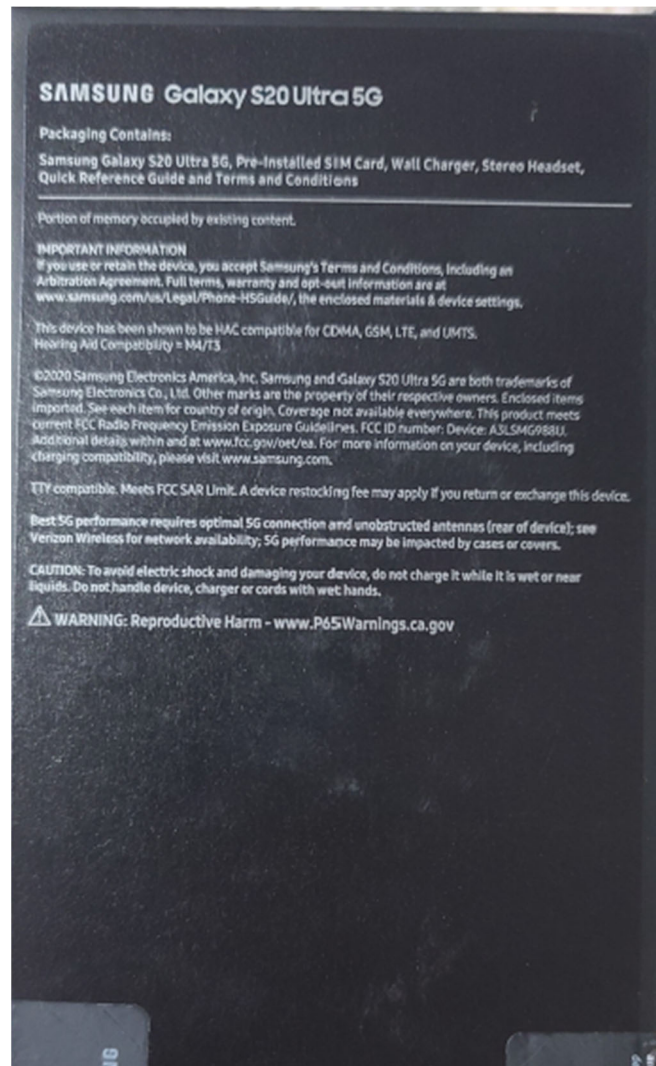 SAMSUNG Galaxy S20 Ultra 5G
Packaging Contains:
Samsung Galaxy S20 Ultra 5G, Pre-Installed SIM Card, Wall Charger, Stereo Headset,
Quick Reference Guide and Terms and Conditions
Portion of memory occupied by existing content.
IMPORTANT INFORMATION
If you use or retain the device, you accept Samsung's Terms and Conditions, including an
Arbitration Agreement. Full terms, warranty and opt-out information are at
www.samsung.com/us/Legal/Phone-HSGuide/, the enclosed materials & device settings.
This device has been shown to be HAC compatible for CDMA, GSM, LTE, and UMTS.
Hearing Aid Compatibility = M4/T3
©2020 Samsung Electronics America, Inc. Samsung and Galaxy S20 Ultra 5G are both trademarks of
Samsung Electronics Co., Ltd. Other marks are the property of their respective owners. Enclosed items
imported. See each item for country of origin. Coverage not available everywhere. This product meets
current FCC Radio Frequency Emission Exposure Guidelines. FCC ID number: Device: A3LSMG988U.
Additional details within and at www.fcc.gov/oet/ea. For more information on your device, including
charging compatibility, please visit www.samsung.com.
TTY compatible. Meets FCC SAR Limit. A device restocking fee may apply if you return or exchange this device.
Best 5G performance requires optimal 5G connection and unobstructed antennas (rear of device); see
Verizon Wireless for network availability; 5G performance may be impacted by cases or covers.
CAUTION: To avoid electric shock and damaging your device, do not charge it while it is wet or near
liquids. Do not handle device, charger or cords with wet hands.
WARNING: Reproductive Harm - www.P65Warnings.ca.gov
NG